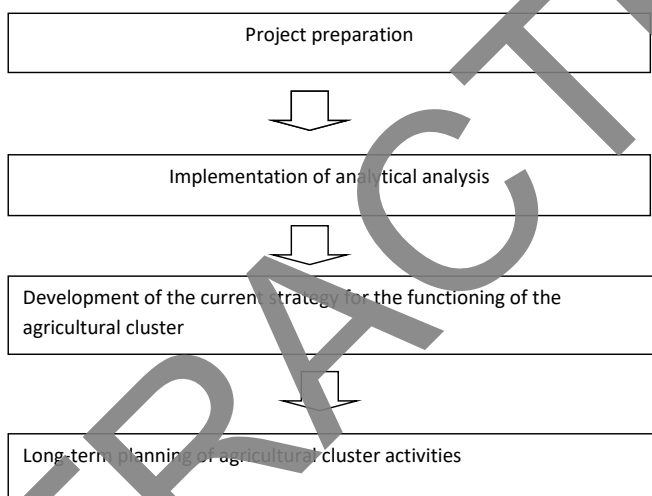 Project preparation
Implementation of analytical analysis
Development of the current strategy for the functioning of the
agricultural cluster
Long-term planning of agricultural cluster activities